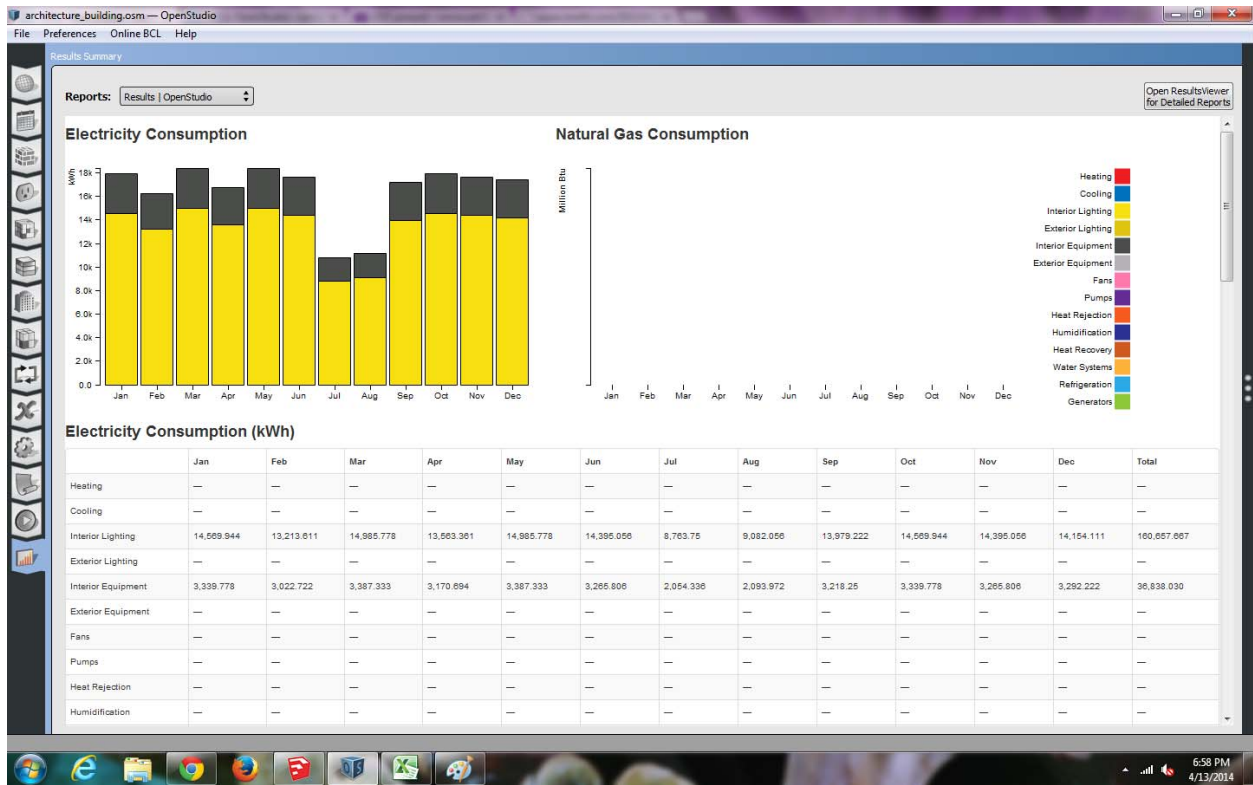 architecture_building.osm — OpenStudio
File Preferences Online BCL Help
Results Summary
Reports: Results | OpenStudio
Open ResultsViewer
for Detailed Reports
Electricity Consumption
Natural Gas Consumption
kWh
18k
16k
14k
12k
10k
8.0k
6.0k
4.0k
2.0k
0.0
Jan Feb Mar Apr May Jun Jul Aug Sep Oct Nov Dec
Million Btu
Jan Feb Mar Apr May Jun Jul Aug Sep Oct Nov Dec
Heating
Cooling
Interior Lighting
Exterior Lighting
Interior Equipment
Exterior Equipment
Fans
Pumps
Heat Rejection
Humidification
Heat Recovery
Water Systems
Refrigeration
Generators
Electricity Consumption (kWh)
Jan Feb Mar Apr May Jun Jul Aug Sep Oct Nov Dec Total
Heating — — — — — — — — — — — — —
Cooling — — — — — — — — — — — — —
Interior Lighting 14,569.944 13,213.611 14,985.778 13,563.361 14,985.778 14,395.056 8,763.75 9,082.056 13,979.222 14,569.944 14,395.056 14,154.111 160,657.667
Exterior Lighting — — — — — — — — — — — — —
Interior Equipment 3,339.778 3,022.722 3,387.333 3,170.694 3,387.333 3,265.806 2,054.336 2,093.972 3,218.25 3,339.778 3,265.806 3,292.222 36,838.030
Exterior Equipment — — — — — — — — — — — — —
Fans — — — — — — — — — — — — —
Pumps — — — — — — — — — — — — —
Heat Rejection — — — — — — — — — — — — —
Humidification — — — — — — — — — — — — —
6:58 PM
4/13/2014